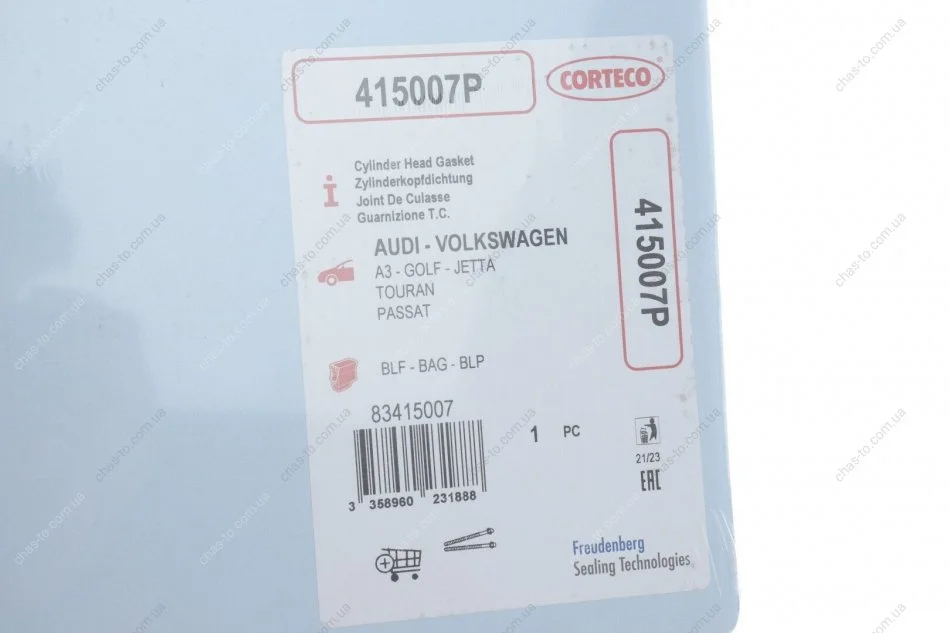 415007P
CORTECO
Cylinder Head Gasket
Zylinderkopfdichtung
Joint De Culasse
Guarnizione T.C.
i
415007P
AUDI - VOLKSWAGEN
A3 - GOLF - JETTA
TOURAN
PASSAT
BLF - BAG - BLP
83415007
1 PC
3 358960 231888
21/23
EAC
Freudenberg
Sealing Technologies
chas-to.com.ua